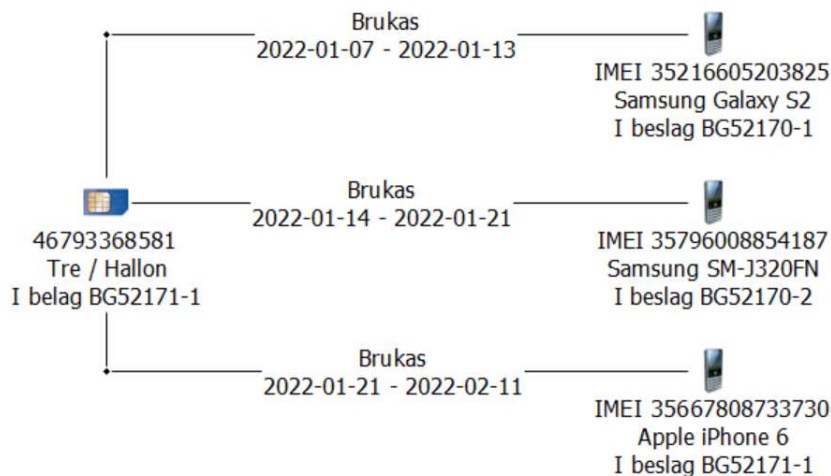 Brukas
2022-01-07 - 2022-01-13
IMEI 35216605203825
Samsung Galaxy S2
I beslag BG52170-1
Brukas
2022-01-14 - 2022-01-21
46793368581
Tre / Hallon
I belag BG52171-1
IMEI 35796008854187
Samsung SM-J320FN
I beslag BG52170-2
Brukas
2022-01-21 - 2022-02-11
IMEI 35667808733730
Apple iPhone 6
I beslag BG52171-1